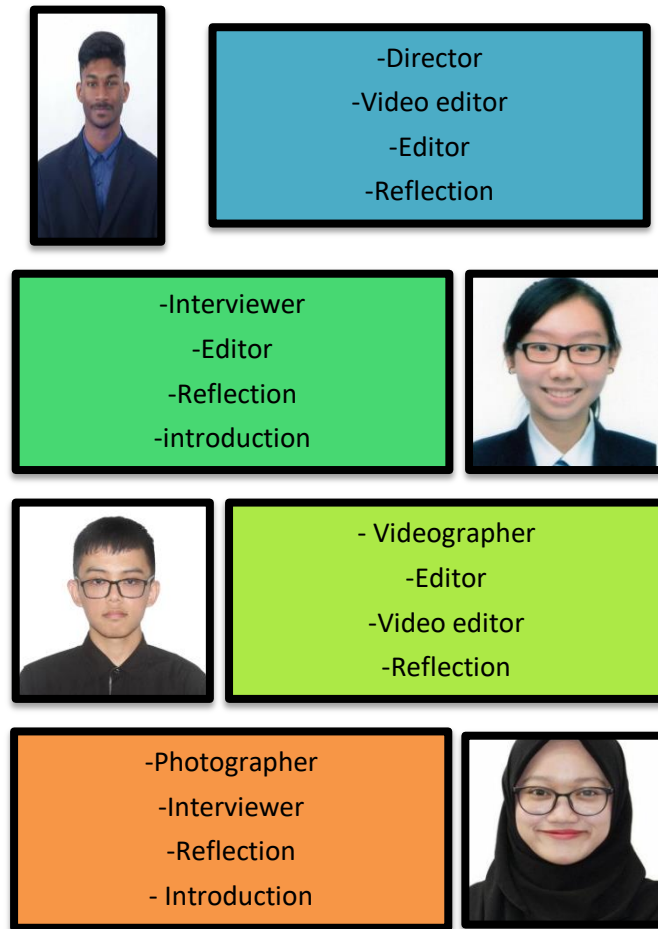 -Director
-Video editor
-Editor
-Reflection
-Interviewer
-Editor
-Reflection
-introduction
- Videographer
-Editor
-Video editor
-Reflection
-Photographer
-Interviewer
-Reflection
- Introduction